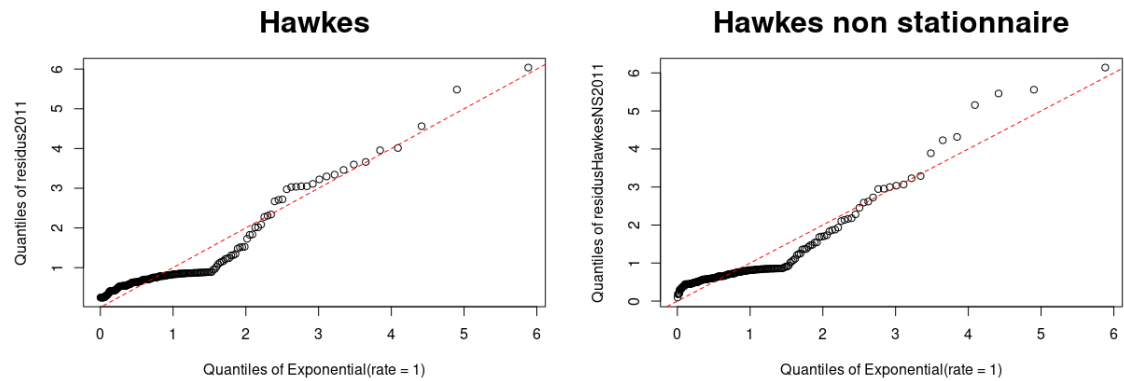 Hawkes
Quantiles of residus2011
1
2
3
4
5
6
0 1 2 3 4 5 6
Quantiles of Exponential(rate = 1)
Hawkes non stationnaire
Quantiles of residusHawkesNS2011
0
1
2
3
4
5
6
0 1 2 3 4 5 6
Quantiles of Exponential(rate = 1)